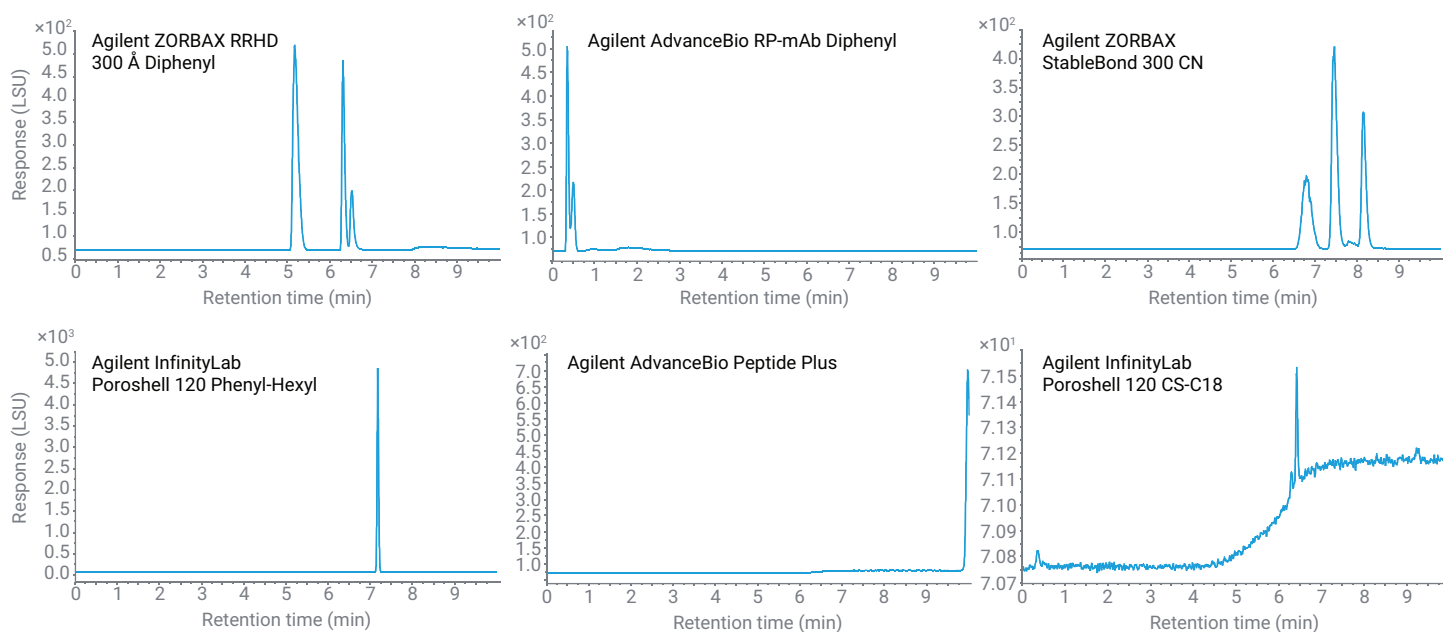 ×10²
Agilent ZORBAX RRHD
300 Å Diphenyl
5.0
4.5
4.0
3.5
3.0
2.5
2.0
1.5
1.0
0.5
Response (LSU)
0 1 2 3 4 5 6 7 8 9
Retention time (min)
×10²
Agilent AdvanceBio RP-mAb Diphenyl
5.0
4.5
4.0
3.5
3.0
2.5
2.0
1.5
1.0
0 1 2 3 4 5 6 7 8 9
Retention time (min)
×10²
Agilent ZORBAX
StableBond 300 CN
4.5
4.0
3.5
3.0
2.5
2.0
1.5
1.0
0 1 2 3 4 5 6 7 8 9
Retention time (min)
×10³
Agilent InfinityLab
Poroshell 120 Phenyl-Hexyl
5.0
4.5
4.0
3.5
3.0
2.5
2.0
1.5
1.0
0.5
0.0
Response (LSU)
0 1 2 3 4 5 6 7 8 9
Retention time (min)
×10²
Agilent AdvanceBio Peptide Plus
7.0
6.5
6.0
5.5
5.0
4.5
4.0
3.5
3.0
2.5
2.0
1.5
1.0
0 1 2 3 4 5 6 7 8 9 10
Retention time (min)
×10¹
Agilent InfinityLab
Poroshell 120 CS-C18
7.15
7.14
7.13
7.12
7.11
7.10
7.09
7.08
7.07
0 1 2 3 4 5 6 7 8 9
Retention time (min)